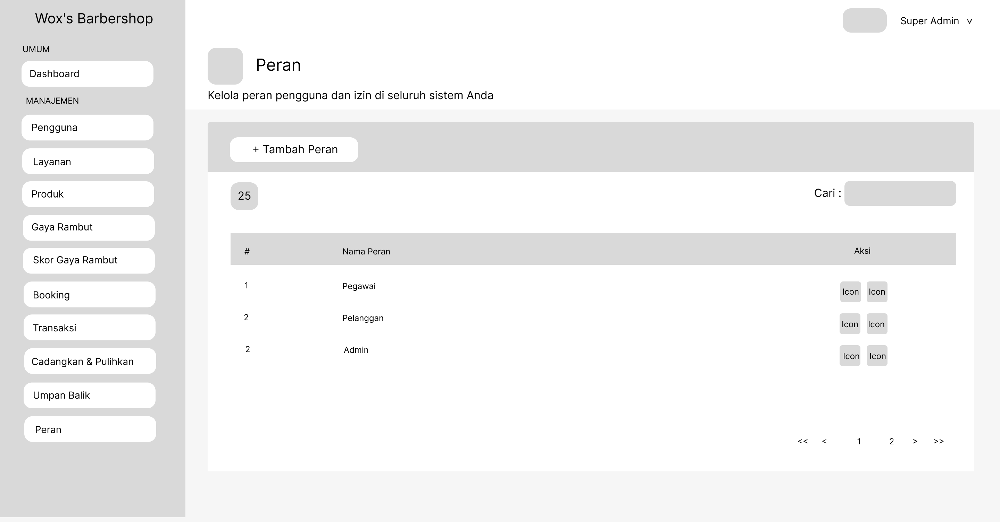 Wox's Barbershop
UMUM
Dashboard
MANAJEMEN
Pengguna
Layanan
Produk
Gaya Rambut
Skor Gaya Rambut
Booking
Transaksi
Cadangkan & Pulihkan
Umpan Balik
Peran
Super Admin v
Peran
Kelola peran pengguna dan izin di seluruh sistem Anda
+ Tambah Peran
25
Cari :
# Nama Peran Aksi
1 Pegawai Icon Icon
2 Pelanggan Icon Icon
2 Admin Icon Icon
<< < 1 2 > >>